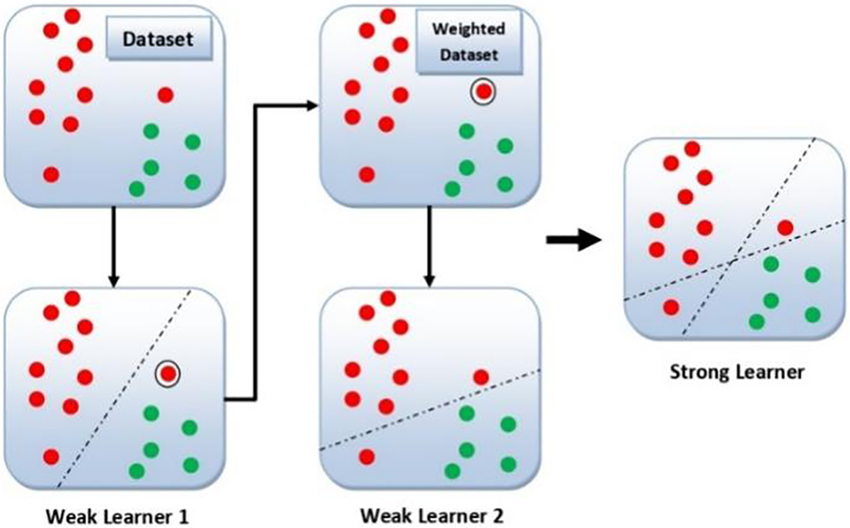 Dataset
Weighted
Dataset
Weak Learner 1
Weak Learner 2
Strong Learner